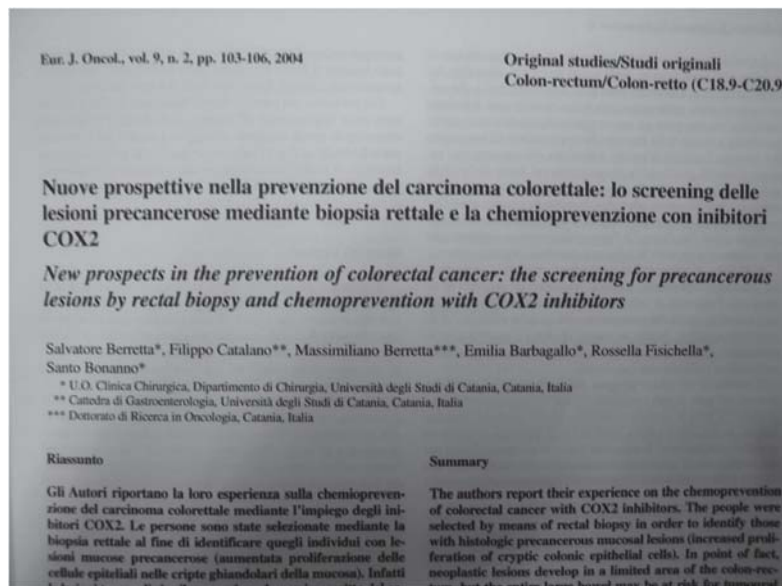 Eur. J. Oncol., vol. 9, n. 2, pp. 103-106, 2004
Original studies/Studi originali
Colon-rectum/Colon-retto (C18.9-C20.9
Nuove prospettive nella prevenzione del carcinoma colorettale: lo screening delle
lesioni precancerose mediante biopsia rettale e la chemioprevenzione con inibitori
COX2
New prospects in the prevention of colorectal cancer: the screening for precancerous
lesions by rectal biopsy and chemoprevention with COX2 inhibitors
Salvatore Berretta*, Filippo Catalano**, Massimiliano Berretta***, Emilia Barbagallo*, Rossella Fisichella*,
Santo Bonanno*
* U.O. Clinica Chirurgica, Dipartimento di Chirurgia, Università degli Studi di Catania, Catania, Italia
** Cattedra di Gastroenterologia, Università degli Studi di Catania, Catania, Italia
*** Dottorato di Ricerca in Oncologia, Catania, Italia
Riassunto
Gli Autori riportano la loro esperienza sulla chemiopreven-
zione del carcinoma colorettale mediante l'impiego degli ini-
bitori COX2. Le persone sono state selezionate mediante la
biopsia rettale al fine di identificare quegli individui con le-
sioni mucose precancerose (aumentata proliferazione delle
cellule epiteliali nelle cripte ghiandolari della mucosa). Infatti
Summary
The authors report their experience on the chemoprevention
of colorectal cancer with COX2 inhibitors. The people were
selected by means of rectal biopsy in order to identify those
with histologic precancerous mucosal lesions (increased proli-
feration of cryptic colonic epithelial cells). In point of fact,
neoplastic lesions develop in a limited area of the colon-rec-